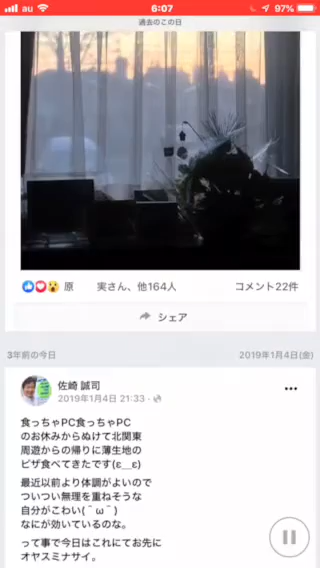 au 6:07 97%
過去のこの日
原 実さん、他164人 コメント22件
シェア
3年前の今日 2019年1月4日(金)
佐崎 誠司
2019年1月4日 21:33
食っちゃPC食っちゃPC
のお休みからぬけて北関東
周遊からの帰りに薄生地の
ピザ食べてきたです(ε__ε)
最近以前より体調がよいので
ついつい無理を重ねそうな
自分がこわい(˘ω˘)
なにが効いているのな。
って事で今日はこれにてお先に
オヤスミナサイ。